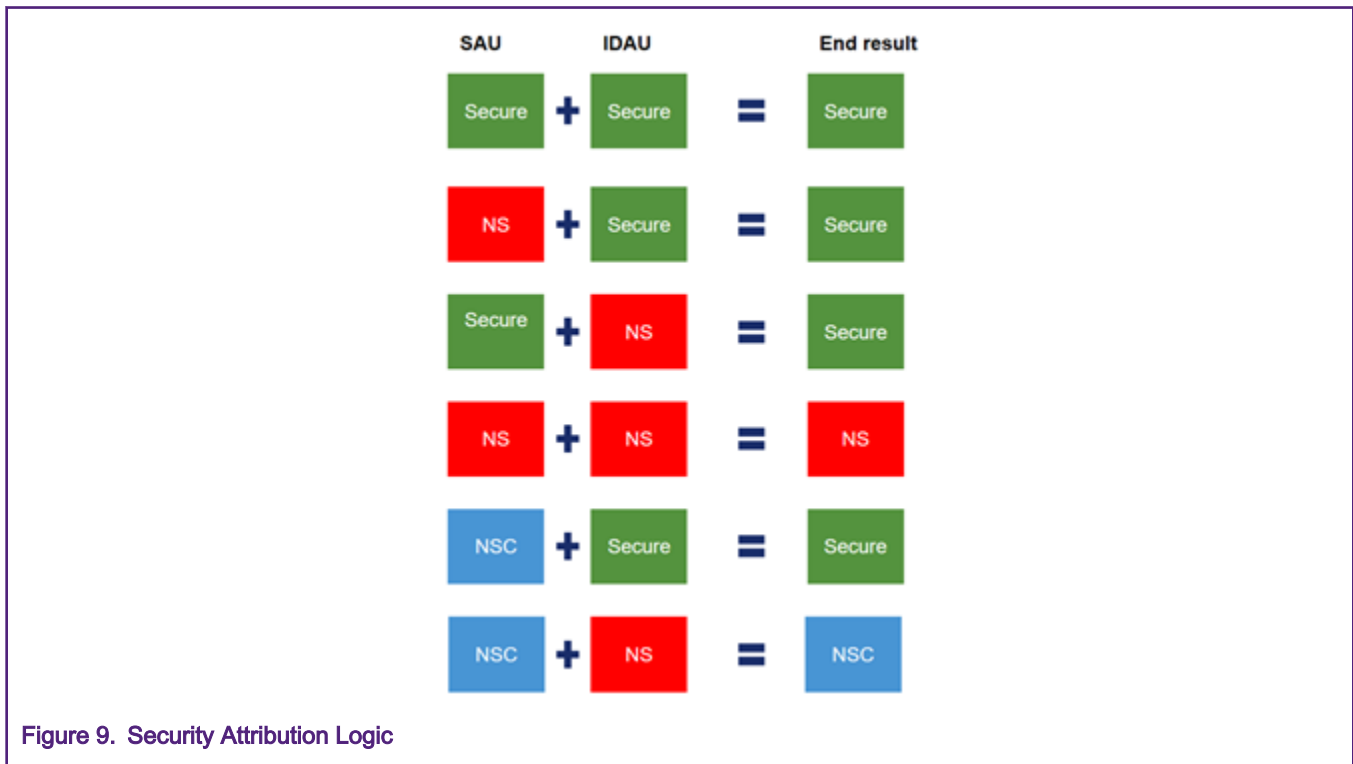 SAU IDAU End result
Secure + Secure = Secure
NS + Secure = Secure
Secure + NS = Secure
NS + NS = NS
NSC + Secure = Secure
NSC + NS = NSC
Figure 9. Security Attribution Logic